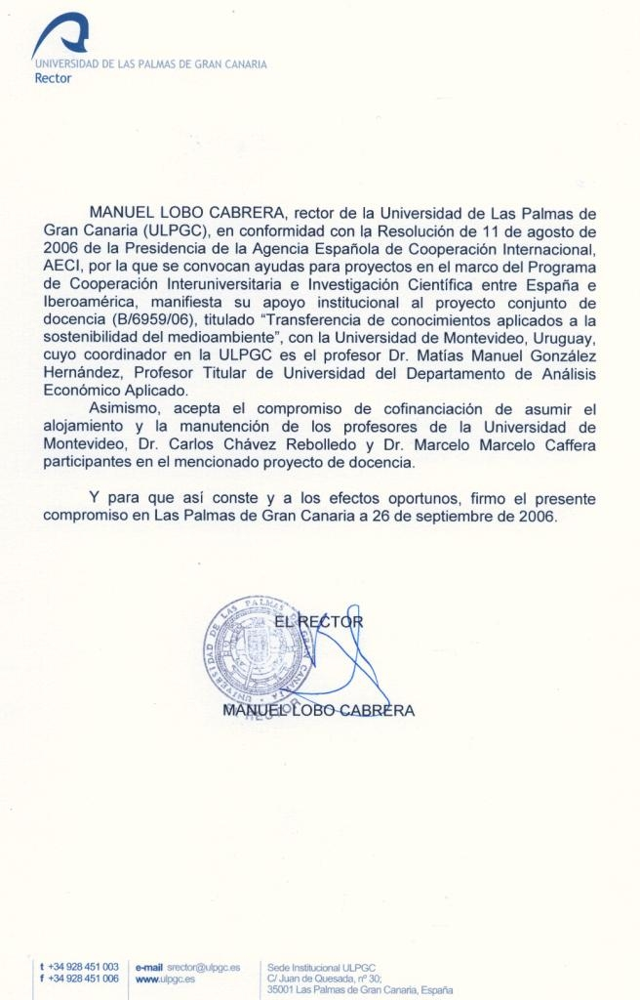 UNIVERSIDAD DE LAS PALMAS DE GRAN CANARIA
Rector
MANUEL LOBO CABRERA, rector de la Universidad de Las Palmas de
Gran Canaria (ULPGC), en conformidad con la Resolución de 11 de agosto de
2006 de la Presidencia de la Agencia Española de Cooperación Internacional,
AECI, por la que se convocan ayudas para proyectos en el marco del Programa
de Cooperación Interuniversitaria e Investigación Científica entre España e
Iberoamérica, manifiesta su apoyo institucional al proyecto conjunto de
docencia (B/6959/06), titulado “Transferencia de conocimientos aplicados a la
sostenibilidad del medioambiente”, con la Universidad de Montevideo, Uruguay,
cuyo coordinador en la ULPGC es el profesor Dr. Matías Manuel González
Hernández, Profesor Titular de Universidad del Departamento de Análisis
Económico Aplicado.
Asimismo, acepta el compromiso de cofinanciación de asumir el
alojamiento y la manutención de los profesores de la Universidad de
Montevideo, Dr. Carlos Chávez Rebolledo y Dr. Marcelo Marcelo Caffera
participantes en el mencionado proyecto de docencia.
Y para que así conste y a los efectos oportunos, firmo el presente
compromiso en Las Palmas de Gran Canaria a 26 de septiembre de 2006.
UNIVERSIDAD DE LAS PALMAS DE GRAN CANARIA
EL RECTOR
RECTOR
MANUEL LOBO CABRERA
t +34 928 451 003
f +34 928 451 006
e-mail srector@ulpgc.es
www.ulpgc.es
Sede Institucional ULPGC
C/ Juan de Quesada, nº 30;
35001 Las Palmas de Gran Canaria, España